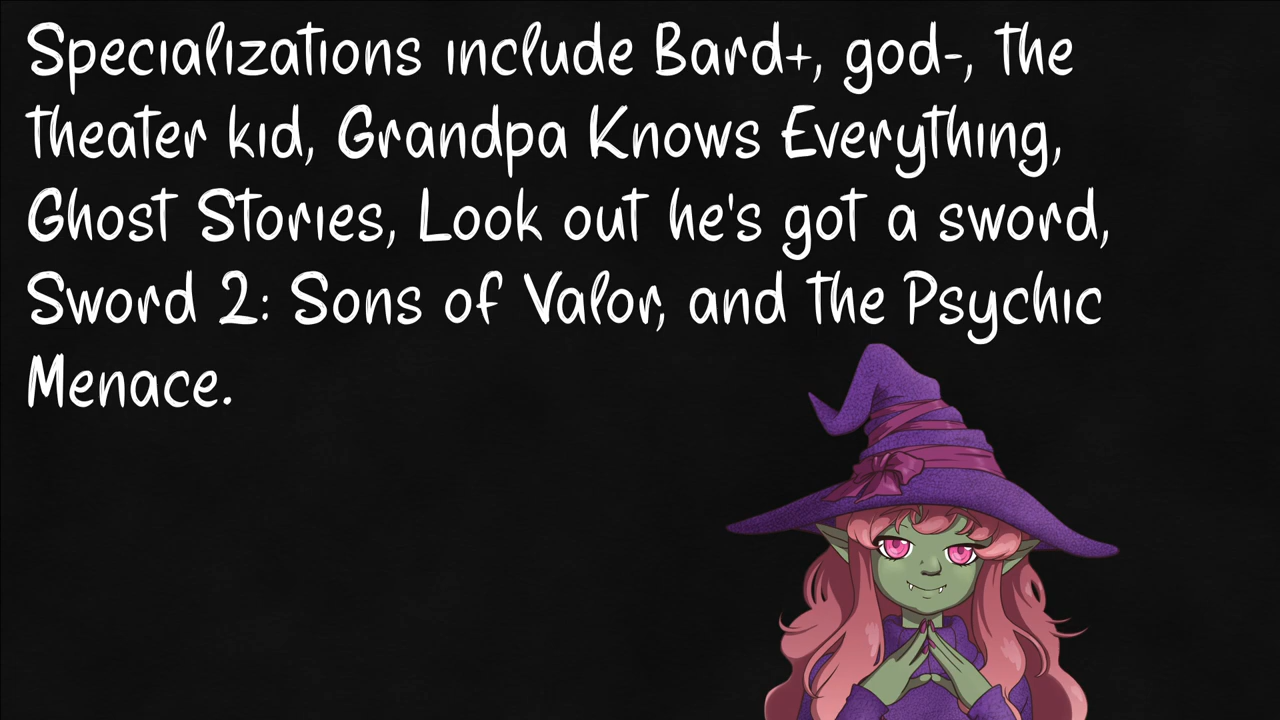 Specializations include Bard+, god-, the
theater kid, Grandpa Knows Everything,
Ghost Stories, Look out he's got a sword,
Sword 2: Sons of Valor, and the Psychic
Menace.